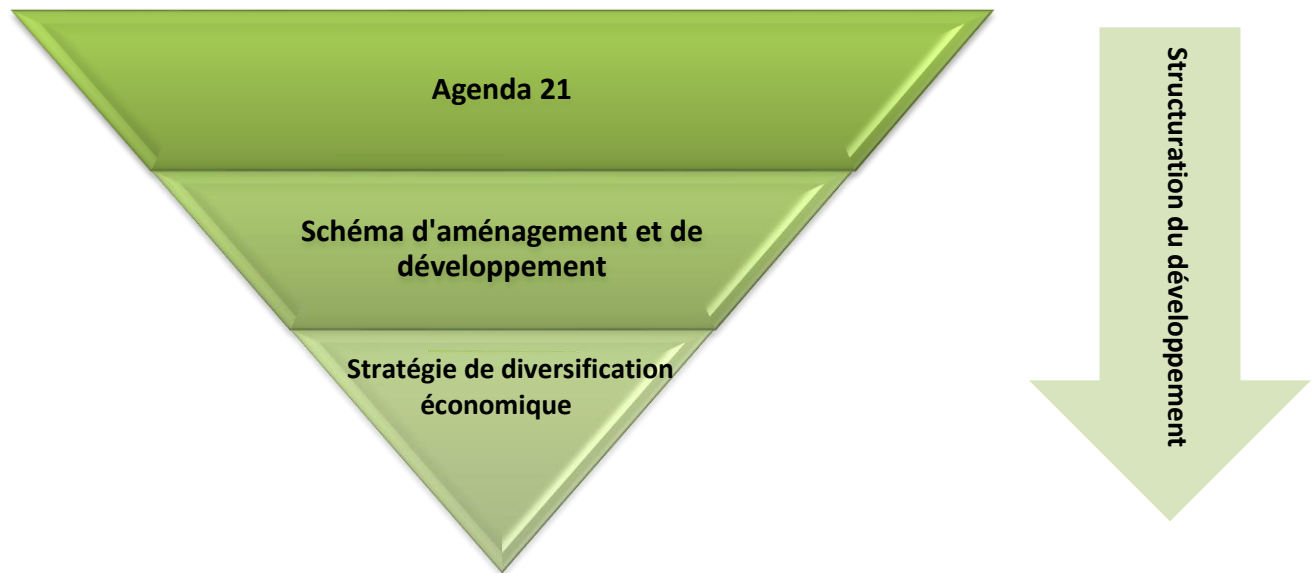 Agenda 21
Schéma d'aménagement et de
développement
Stratégie de diversification
économique
Structuration du développement